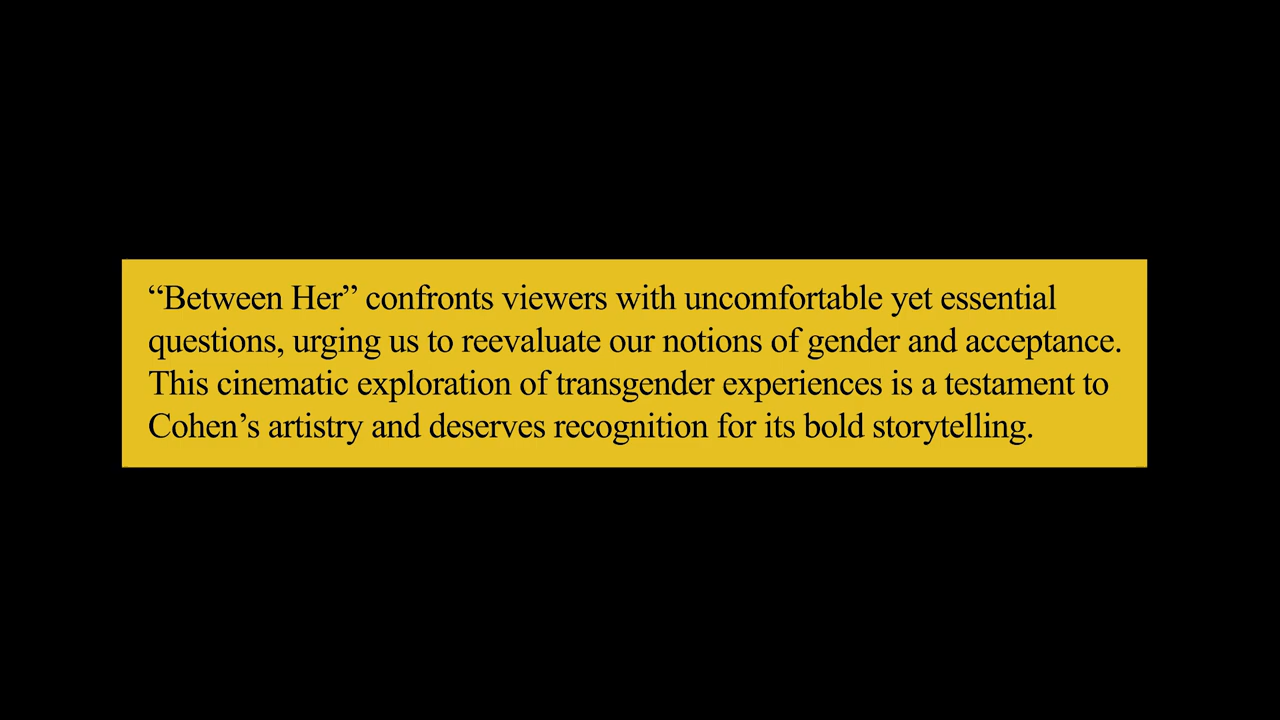 “Between Her” confronts viewers with uncomfortable yet essential
questions, urging us to reevaluate our notions of gender and acceptance.
This cinematic exploration of transgender experiences is a testament to
Cohen’s artistry and deserves recognition for its bold storytelling.